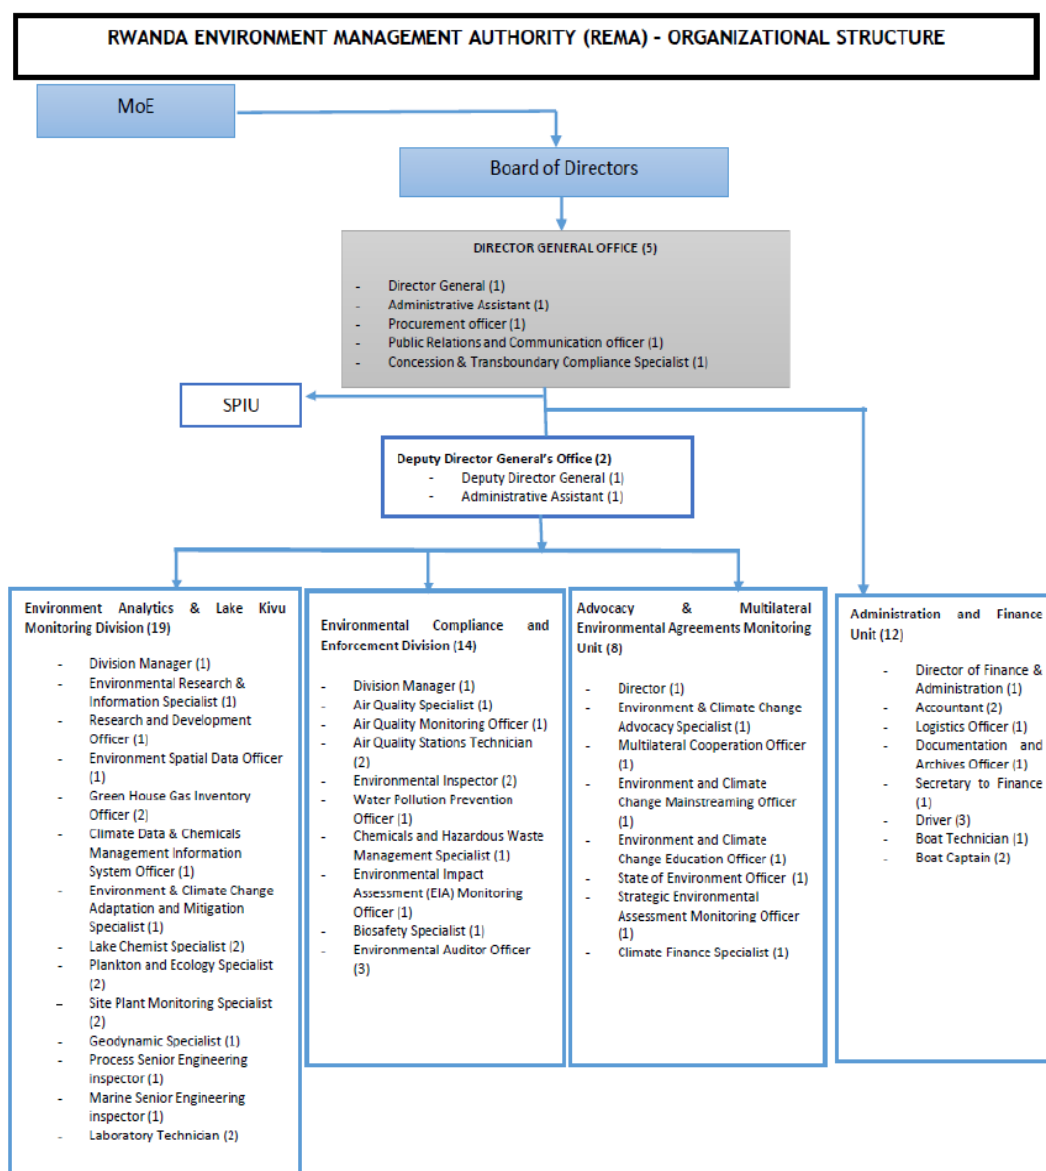 RWANDA ENVIRONMENT MANAGEMENT AUTHORITY (REMA) - ORGANIZATIONAL STRUCTURE
MoE
Board of Directors
DIRECTOR GENERAL OFFICE (5)
- Director General (1)
- Administrative Assistant (1)
- Procurement officer (1)
- Public Relations and Communication officer (1)
- Concession & Transboundary Compliance Specialist (1)
SPIU
Deputy Director General's Office (2)
- Deputy Director General (1)
- Administrative Assistant (1)
Environment Analytics & Lake Kivu
Monitoring Division (19)
- Division Manager (1)
- Environmental Research &
Information Specialist (1)
- Research and Development
Officer (1)
- Environment Spatial Data Officer
(1)
- Green House Gas Inventory
Officer (2)
- Climate Data & Chemicals
Management Information
System Officer (1)
- Environment & Climate Change
Adaptation and Mitigation
Specialist (1)
- Lake Chemist Specialist (2)
- Plankton and Ecology Specialist
(2)
- Site Plant Monitoring Specialist
(2)
- Geodynamic Specialist (1)
- Process Senior Engineering
Inspector (1)
- Marine Senior Engineering
inspector (1)
- Laboratory Technician (2)
Environmental Compliance and
Enforcement Division (14)
- Division Manager (1)
- Air Quality Specialist (1)
- Air Quality Monitoring Officer (1)
- Air Quality Stations Technician
(2)
- Environmental Inspector (2)
- Water Pollution Prevention
Officer (1)
- Chemicals and Hazardous Waste
Management Specialist (1)
- Environmental Impact
Assessment (EIA) Monitoring
Officer (1)
- Biosafety Specialist (1)
- Environmental Auditor Officer
(3)
Advocacy & Multilateral
Environmental Agreements Monitoring
Unit (8)
- Director (1)
- Environment & Climate Change
Advocacy Specialist (1)
- Multilateral Cooperation Officer
(1)
- Environment and Climate
Change Mainstreaming Officer
(1)
- Environment and Climate
Change Education Officer (1)
- State of Environment Officer (1)
- Strategic Environmental
Assessment Monitoring Officer
(1)
- Climate Finance Specialist (1)
Administration and Finance
Unit (12)
- Director of Finance &
Administration (1)
- Accountant (2)
- Logistics Officer (1)
- Documentation and
Archives Officer (1)
- Secretary to Finance
(1)
- Driver (3)
- Boat Technician (1)
- Boat Captain (2)